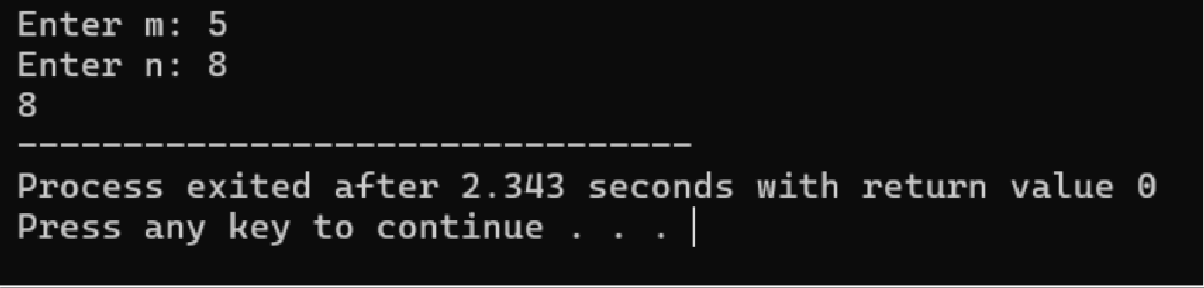 Enter m: 5
Enter n: 8
8
--------------------------------
Process exited after 2.343 seconds with return value 0
Press any key to continue . . .